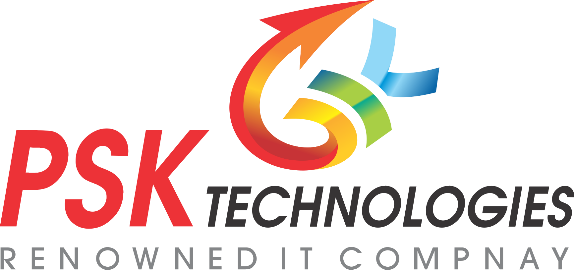 PSK TECHNOLOGIES
RENOWNED IT COMPNAY